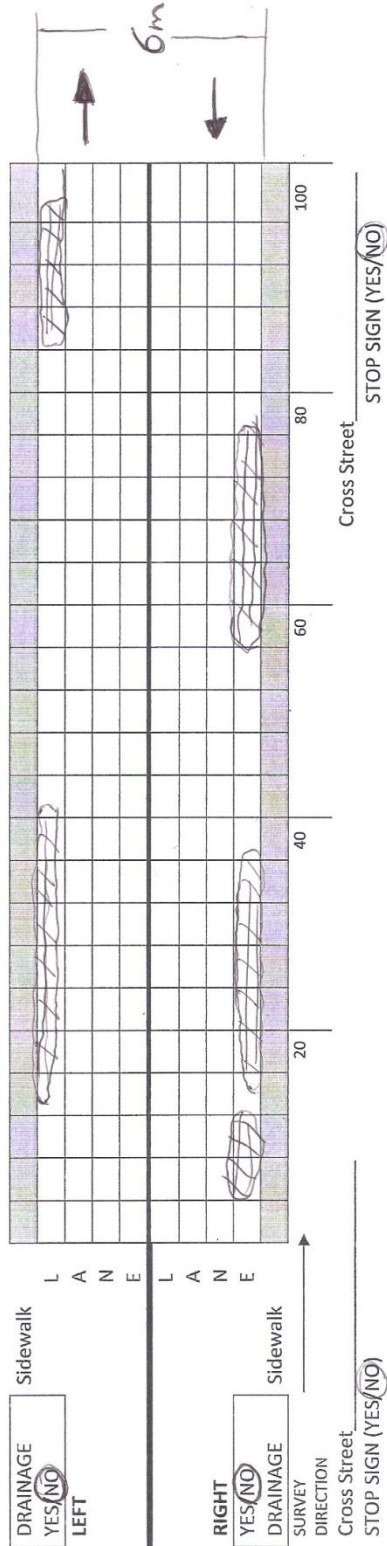 DRAINAGE
YES/NO
LEFT
Sidewalk
L
A
N
E
L
A
N
E
RIGHT
YES/NO
DRAINAGE
Sidewalk
SURVEY
DIRECTION
20
40
60
80
100
6m
Cross Street
STOP SIGN (YES/NO)
Cross Street
STOP SIGN (YES/NO)